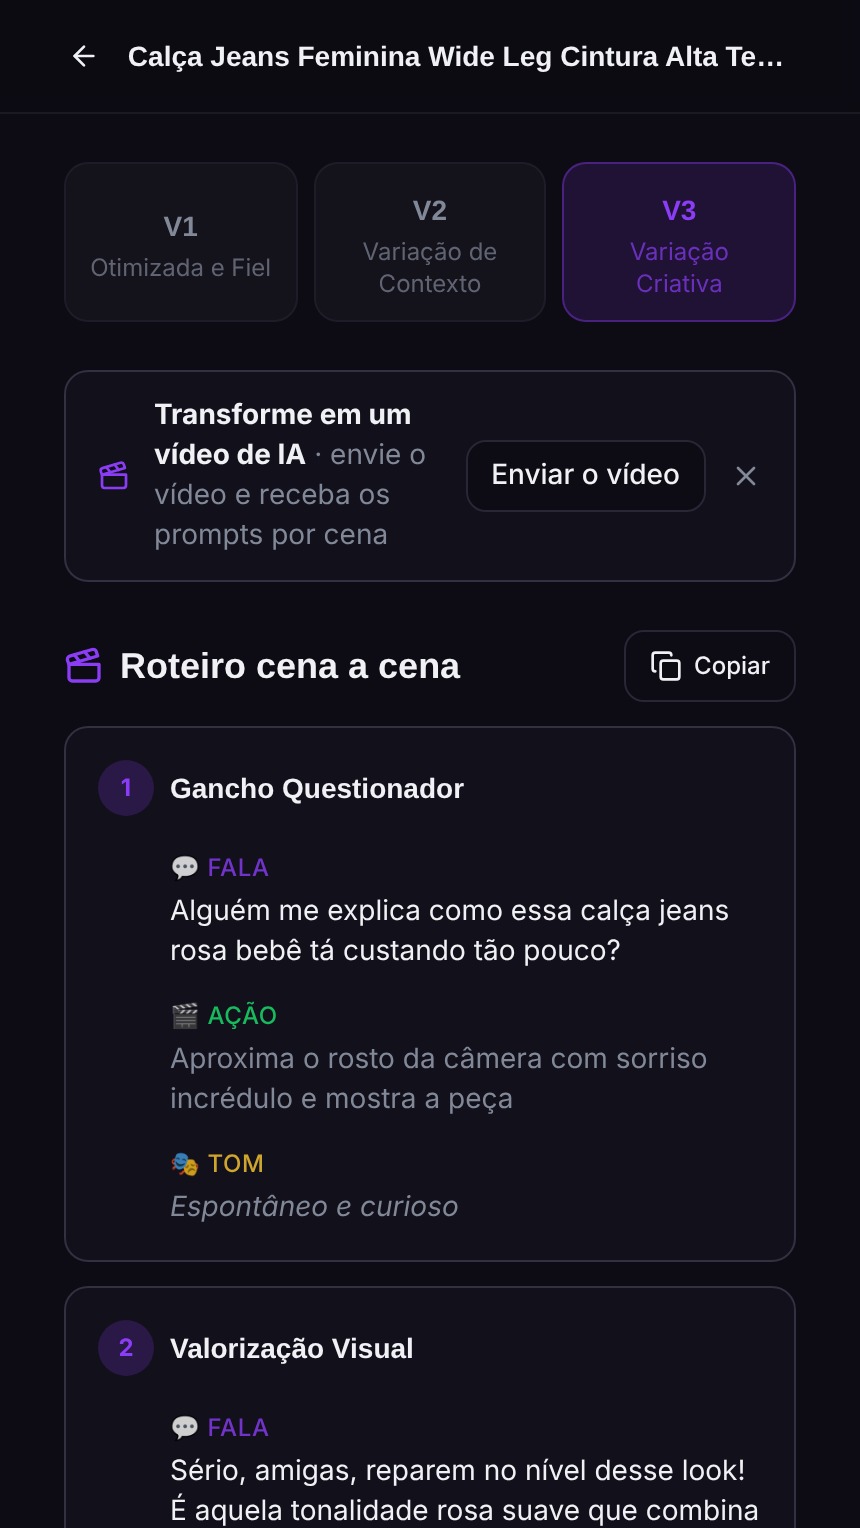 Calça Jeans Feminina Wide Leg Cintura Alta Te...
V1
Otimizada e Fiel
V2
Variação de
Contexto
V3
Variação
Criativa
Transforme em um
vídeo de IA · envie o
vídeo e receba os
prompts por cena
Enviar o vídeo
Roteiro cena a cena
Copiar
1
Gancho Questionador
💬 FALA
Alguém me explica como essa calça jeans
rosa bebê tá custando tão pouco?
🎬 AÇÃO
Aproxima o rosto da câmera com sorriso
incrédulo e mostra a peça
🎭 TOM
Espontâneo e curioso
2
Valorização Visual
💬 FALA
Sério, amigas, reparem no nível desse look!
É aquela tonalidade rosa suave que combina